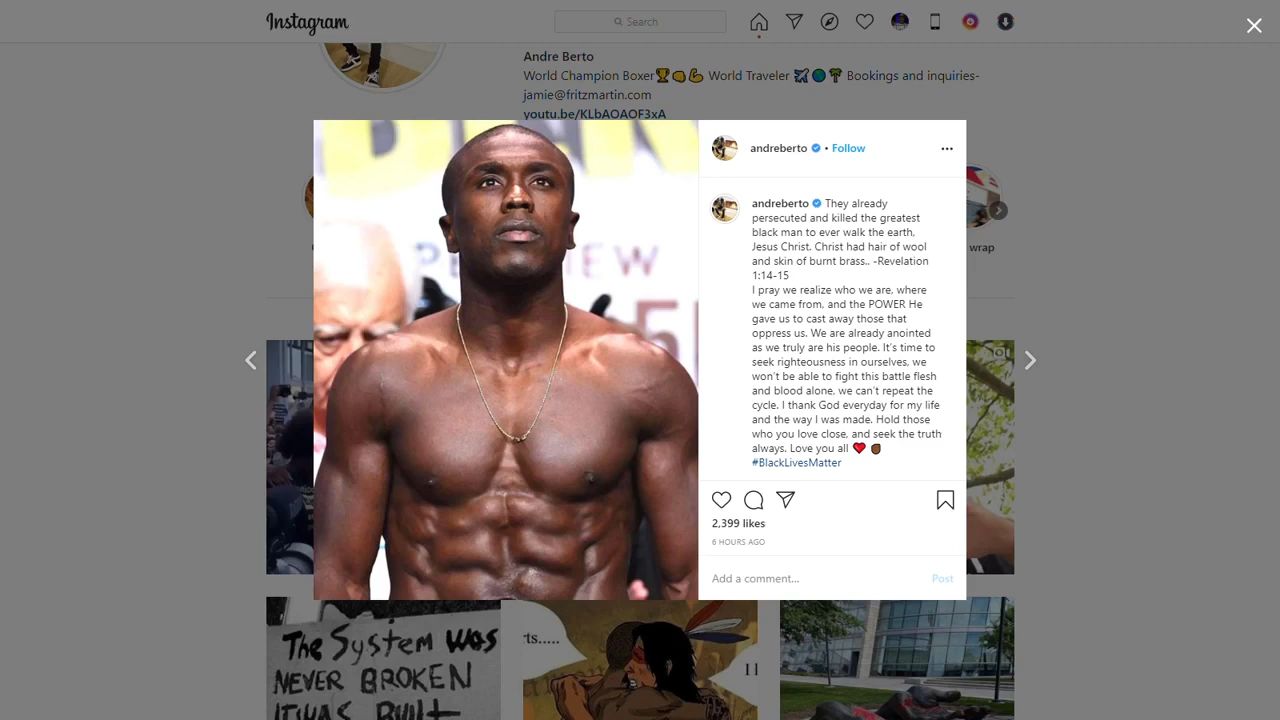 Instagram
Search
Andre Berto
World Champion Boxer🏆👊💪 World Traveler ✈️🌍🌴 Bookings and inquiries-
jamie@fritzmartin.com
youtu.be/KLbAOAOF3xA
andreberto • Follow
andreberto They already
persecuted and killed the greatest
black man to ever walk the earth,
Jesus Christ. Christ had hair of wool
and skin of burnt brass.. -Revelation
1:14-15
I pray we realize who we are, where
we came from, and the POWER He
gave us to cast away those that
oppress us. We are already anointed
as we truly are his people. It's time to
seek righteousness in ourselves, we
won't be able to fight this battle flesh
and blood alone, we can't repeat the
cycle. I thank God everyday for my life
and the way I was made. Hold those
who you love close, and seek the truth
always. Love you all ❤️ ✊🏿
#BlackLivesMatter
2,399 likes
6 HOURS AGO
Add a comment...
Post
wrap
The System was
NEVER BROKEN
IT WAS BUILT
rts.....